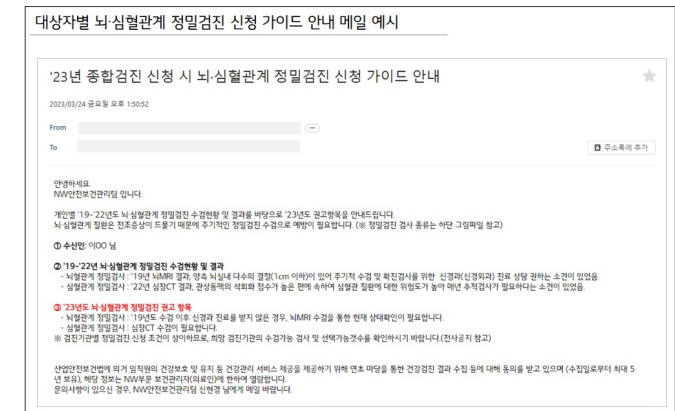 대상자별 뇌·심혈관계 정밀검진 신청 가이드 안내 메일 예시
'23년 종합검진 신청 시 뇌·심혈관계 정밀검진 신청 가이드 안내
2023/03/24 금요일 오후 1:50:52
From
To
주소록에 추가
안녕하세요.
NW안전보건관리팀 입니다.
개인별 '19~'22년도 뇌·심혈관계 정밀검진 수검현황 및 결과를 바탕으로 '23년도 권고항목을 안내드립니다.
뇌·심혈관계 질환은 전조증상이 드물기 때문에 주기적인 정밀검진 수검으로 예방이 필요합니다. (※ 정밀검진 검사 종류는 하단 그림파일 참고)
① 수신인: 이OO 님
② '19~'22년 뇌·심혈관계 정밀검진 수검현황 및 결과
- 뇌혈관계 정밀검사 : '19년 뇌MRI 결과, 양측 뇌실내 다수의 결절(1cm 이하)이 있어 주기적 수검 및 확진검사를 위한 신경과(신경외과) 진료 상담 권하는 소견이 있었음.
- 심혈관계 정밀검사 : '22년 심장CT 결과, 관상동맥의 석회화 점수가 높은 편에 속하여 심혈관 질환에 대한 위험도가 높아 매년 추적검사가 필요하다는 소견이 있었음.
③ '23년도 뇌·심혈관계 정밀검진 권고 항목
- 뇌혈관계 정밀검사 : '19년도 수검 이후 신경과 진료를 받지 않은 경우, 뇌MRI 수검을 통한 현재 상태확인이 필요합니다.
- 심혈관계 정밀검사 : 심장CT 수검이 필요합니다.
※ 검진기관별 정밀검진 신청 조건이 상이하므로, 희망 검진기관의 수검가능 검사 및 선택가능갯수를 확인하시기 바랍니다.(전사공지 참고)
산업안전보건법에 의거 임직원의 건강보호 및 유지 등 건강관리 서비스 제공을 제공하기 위해 연초 마당을 통한 건강검진 결과 수집 등에 대해 동의를 받고 있으며 (수집일로부터 최대 5
년 보유), 해당 정보는 NW부문 보건관리자(의료인)에 한하여 열람합니다.
문의사항이 있으신 경우, NW안전보건관리팀 신현경 님에게 메일 바랍니다.